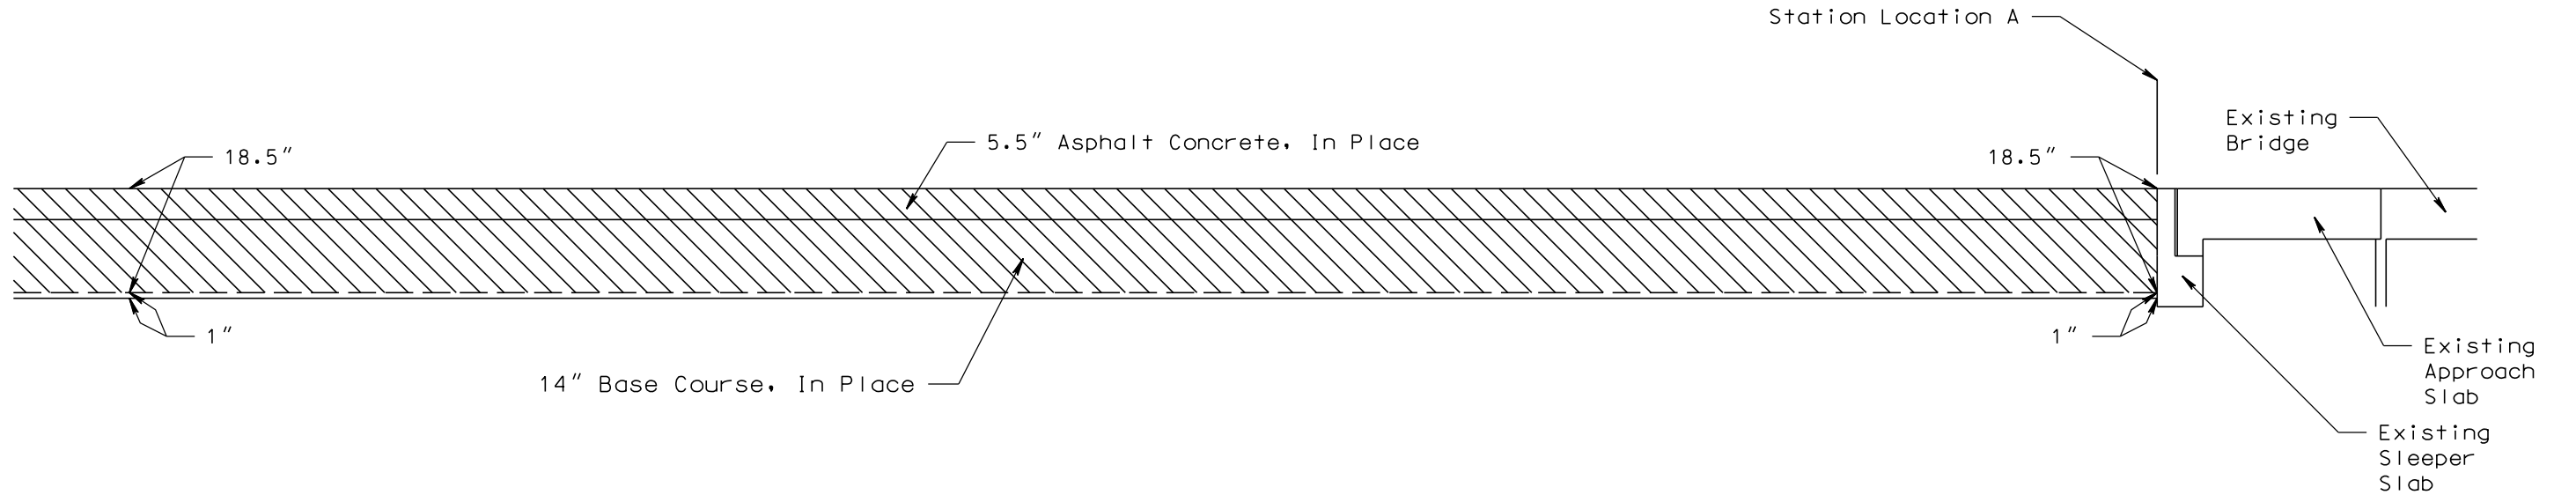 Station Location A
Existing
Bridge
5.5" Asphalt Concrete, In Place
18.5"
18.5"
1"
1"
14" Base Course, In Place
Existing
Approach
Slab
Existing
Sleeper
Slab